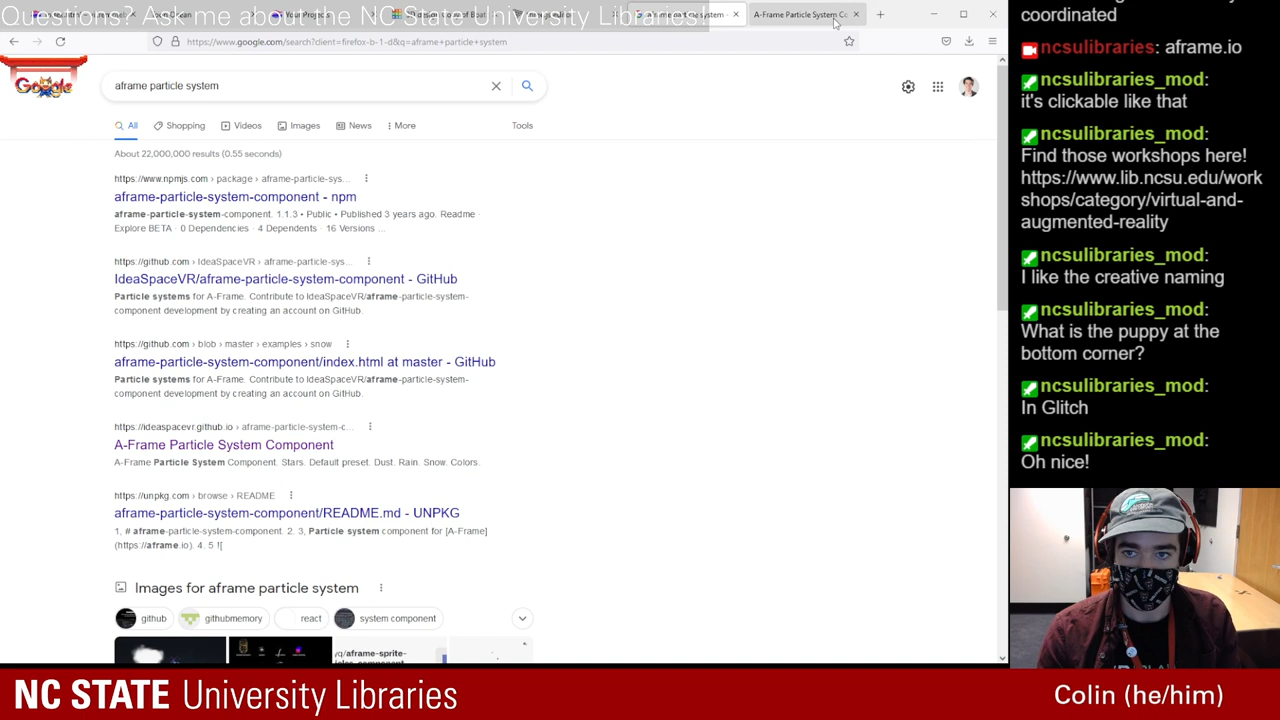 Questions? Ask me about the NC State University Libraries!
aframe particle system -
A-Frame Particle System Co
https://www.google.com/search?client=firefox-b-1-d&q=aframe+particle+system
Google
aframe particle system
All
Shopping
Videos
Images
News
More
Tools
About 22,000,000 results (0.55 seconds)
https://www.npmjs.com › package › aframe-particle-sys...
aframe-particle-system-component - npm
aframe-particle-system-component. 1.1.3 • Public • Published 3 years ago. Readme
Explore BETA · 0 Dependencies · 4 Dependents · 16 Versions ...
https://github.com › IdeaSpaceVR › aframe-particle-sys...
IdeaSpaceVR/aframe-particle-system-component - GitHub
Particle systems for A-Frame. Contribute to IdeaSpaceVR/aframe-particle-system-
component development by creating an account on GitHub.
https://github.com › blob › master › examples › snow
aframe-particle-system-component/index.html at master - GitHub
Particle systems for A-Frame. Contribute to IdeaSpaceVR/aframe-particle-system-
component development by creating an account on GitHub.
https://ideaspacevr.github.io › aframe-particle-system-c...
A-Frame Particle System Component
A-Frame Particle System Component. Stars. Default preset. Dust. Rain. Snow. Colors.
https://unpkg.com › browse › README
aframe-particle-system-component/README.md - UNPKG
1, # aframe-particle-system-component. 2. 3, Particle system component for [A-Frame]
(https://aframe.io). 4. 5 ![
Images for aframe particle system
github
githubmemory
react
system component
coordinated
ncsulibraries: aframe.io
ncsulibraries_mod:
it's clickable like that
ncsulibraries_mod:
Find those workshops here!
https://www.lib.ncsu.edu/work
shops/category/virtual-and-
augmented-reality
ncsulibraries_mod:
I like the creative naming
ncsulibraries_mod:
What is the puppy at the
bottom corner?
ncsulibraries_mod:
In Glitch
ncsulibraries_mod:
Oh nice!
NC STATE University Libraries
Colin (he/him)